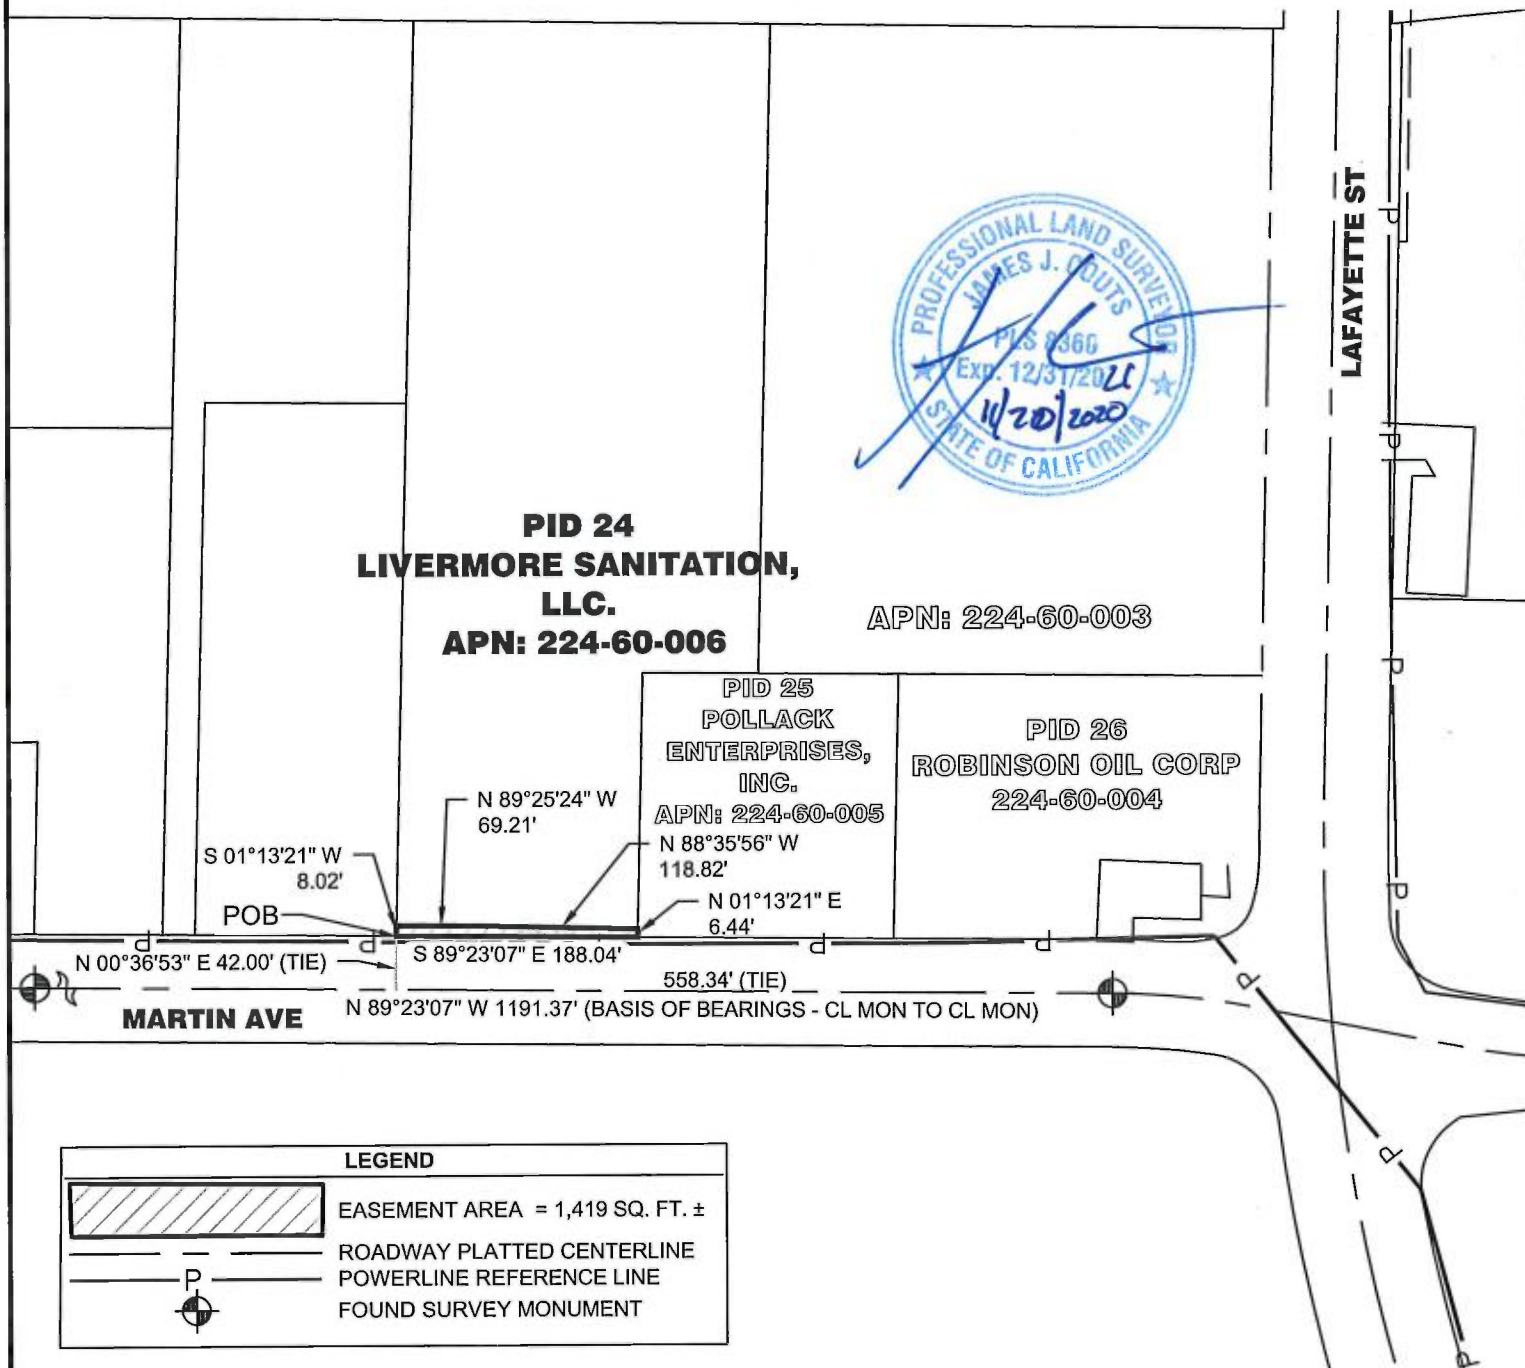 LAFAYETTE ST
PROFESSIONAL LAND SURVEYOR
JAMES J. COUTS
PLS 8360
Exp. 12/31/2021
11/20/2020
STATE OF CALIFORNIA
PID 24
LIVERMORE SANITATION,
LLC.
APN: 224-60-006
APN: 224-60-003
PID 25
POLLACK
ENTERPRISES,
INC.
APN: 224-60-005
PID 26
ROBINSON OIL CORP
224-60-004
N 89°25'24" W
69.21'
S 01°13'21" W
8.02'
N 88°35'56" W
118.82'
N 01°13'21" E
6.44'
POB
P
P
P
P
P
P
P
P
P
P
P
N 00°36'53" E 42.00' (TIE)
S 89°23'07" E 188.04'
558.34' (TIE)
MARTIN AVE
N 89°23'07" W 1191.37' (BASIS OF BEARINGS - CL MON TO CL MON)
LEGEND
EASEMENT AREA = 1,419 SQ. FT. ±
ROADWAY PLATTED CENTERLINE
P
POWERLINE REFERENCE LINE
FOUND SURVEY MONUMENT